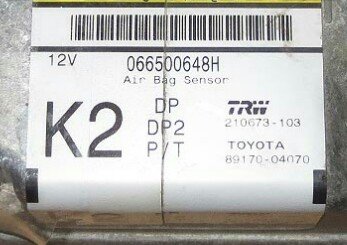 12V 066500648H
Air Bag Sensor
K2 DP DP2 P/T
TRW
210673-103
TOYOTA
89170-04070